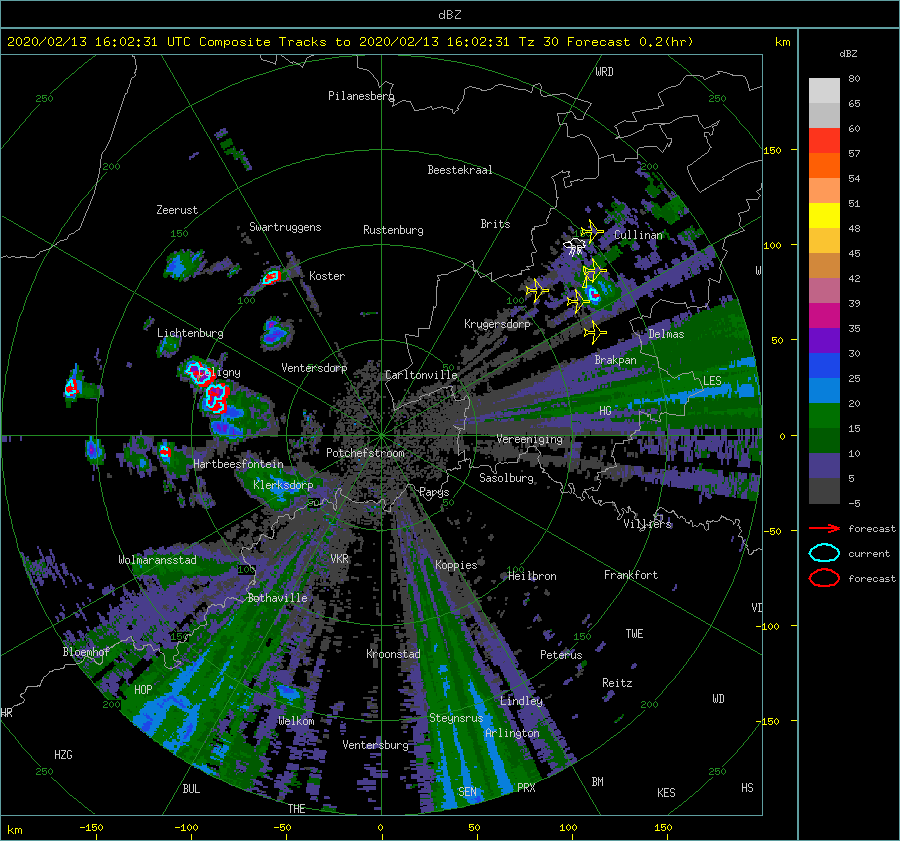 dBZ
2020/02/13 16:02:31 UTC Composite Tracks to 2020/02/13 16:02:31 Tz 30 Forecast 0.2(hr)
km
dBZ
WRD
250
250
Pilanesberg
80
65
60
57
54
51
48
45
42
39
35
30
25
20
15
10
5
-5
150
200
200
Beestekraal
Zeerust
Swartruggens
Brits
150
Rustenburg
Cullinan
100
Koster
W
100
100
Krugersdorp
Lichtenburg
Delmas
50
Brakpan
Ventersdorp
Coligny
Carltonville
50
LES
HG
Vereeniging
0
Potchefstroom
Hartbeesfontein
Sasolburg
Klerksdorp
Parys
50
50
Villiers
forecast
current
forecast
-50
Wolmaransstad
VKR
Koppies
100
100
Heilbron
Frankfort
Bothaville
VI
-100
150
150
TWE
Bloemhof
Kroonstad
Peterus
HOP
Reitz
WD
200
200
Lindley
HR
Welkom
Steynsrus
-150
Arlington
HZG
Ventersburg
250
250
BUL
SEN
PRX
BM
KES
HS
THE
km
-150
-100
-50
0
50
100
150